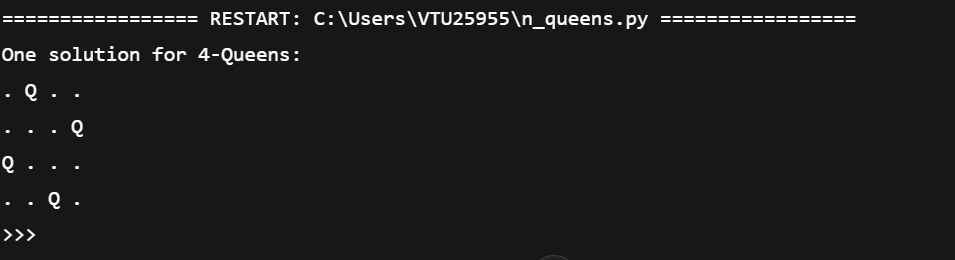 ================= RESTART: C:\Users\VTU25955\n_queens.py =================
One solution for 4-Queens:
. Q . .
. . . Q
Q . . .
. . Q .
>>>